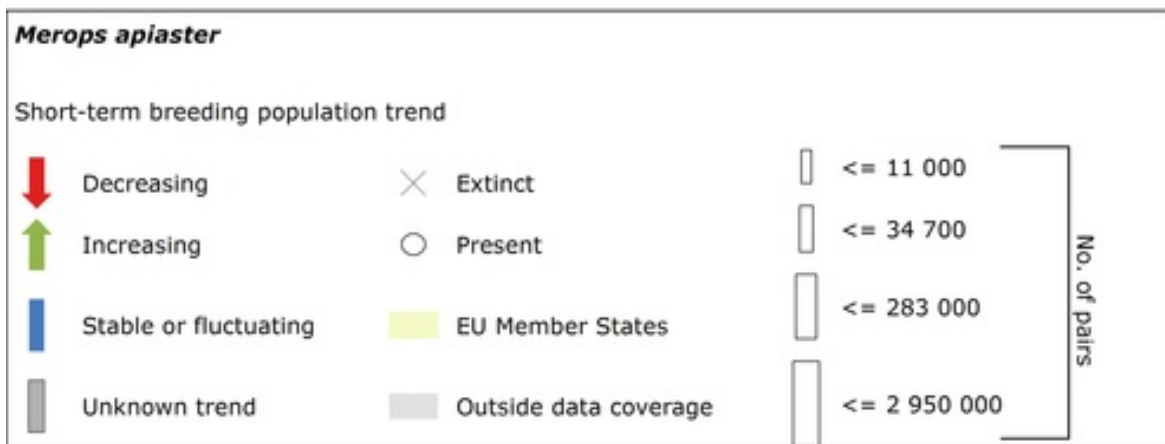 Merops apiaster
Short-term breeding population trend
Decreasing
Increasing
Stable or fluctuating
Unknown trend
Extinct
Present
EU Member States
Outside data coverage
<= 11 000
<= 34 700
<= 283 000
<= 2 950 000
No. of pairs